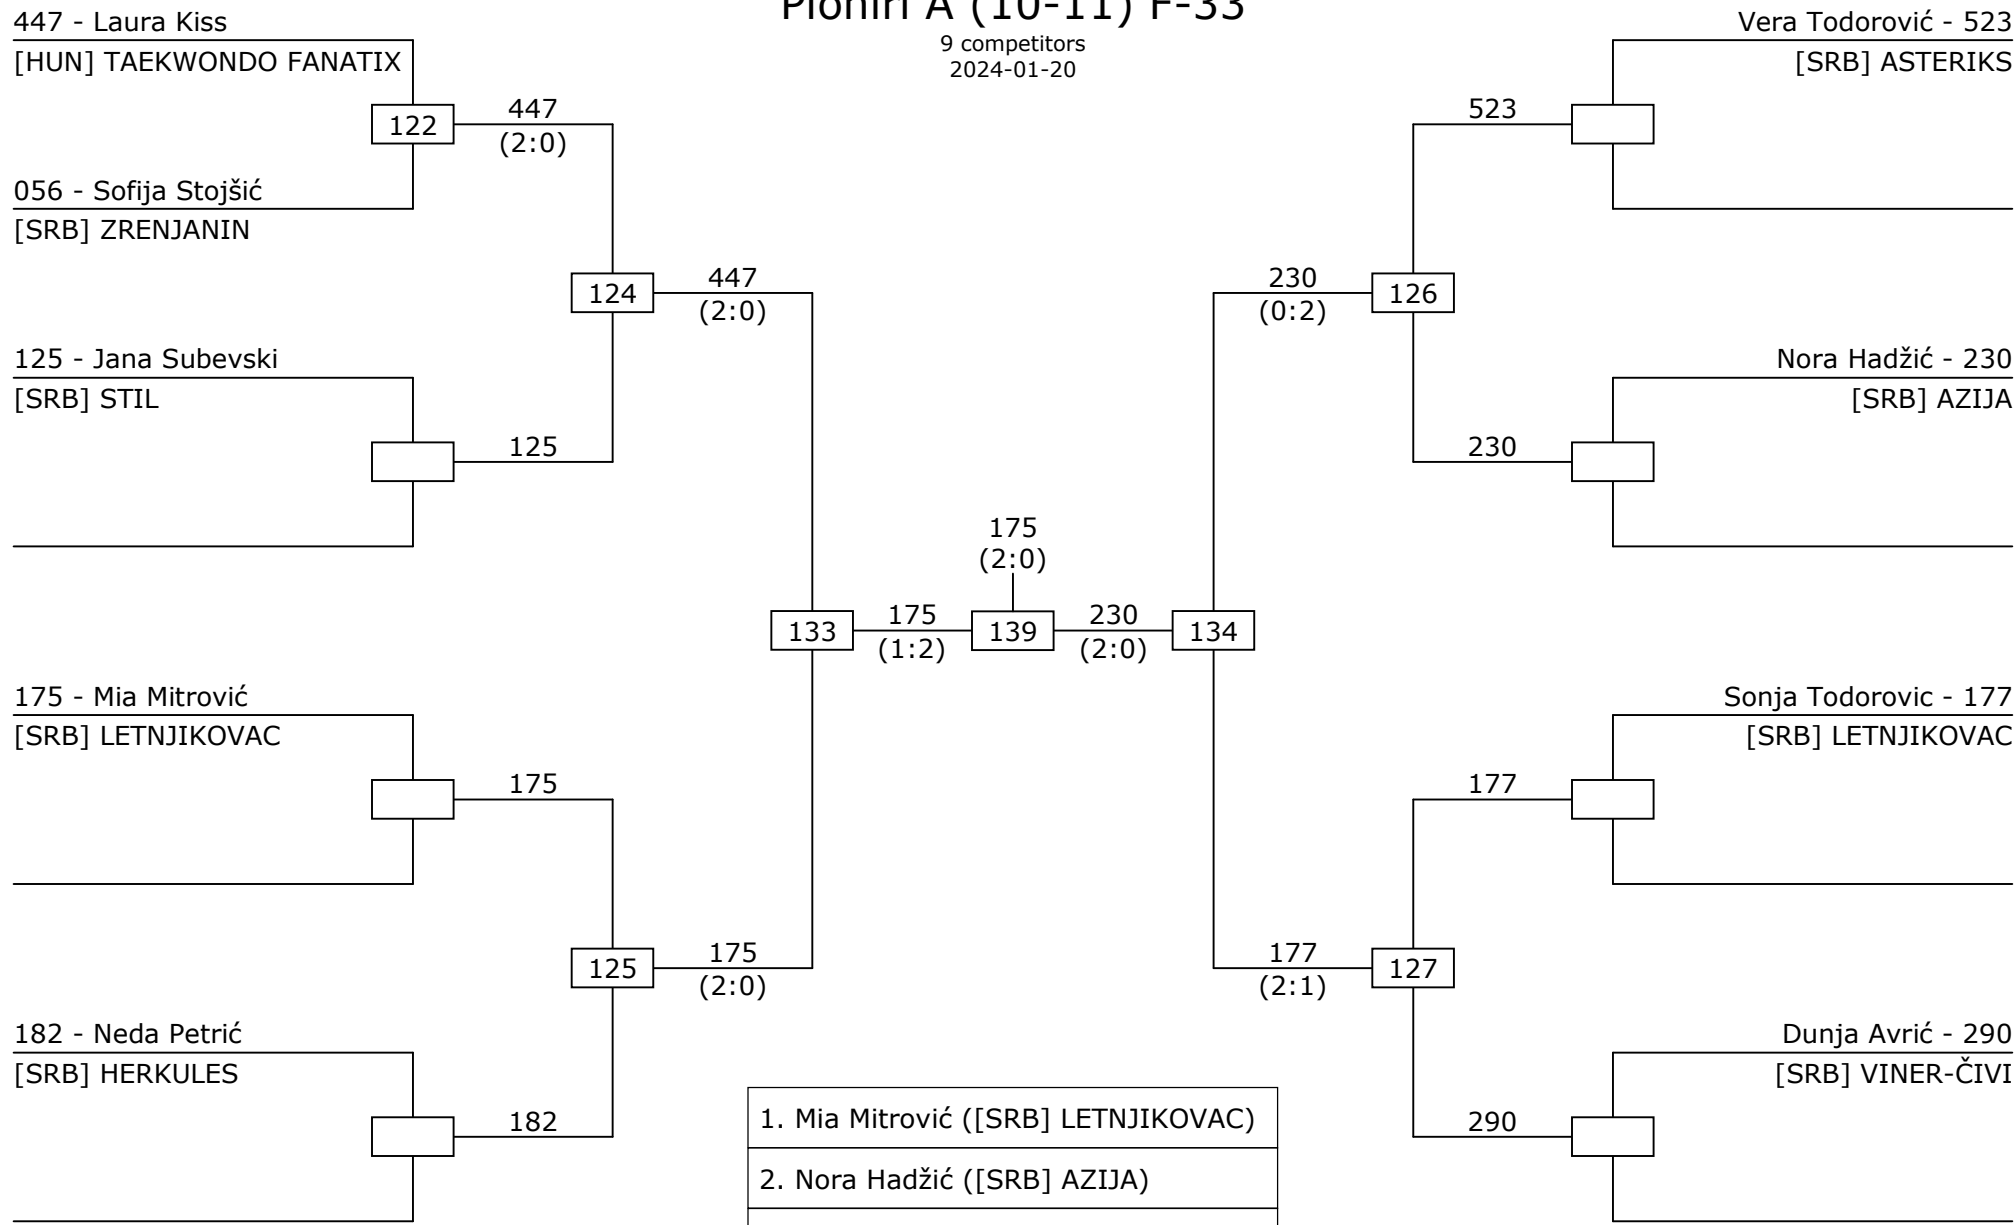 Pioniri A (10-11) F-33
9 competitors
2024-01-20
447 - Laura Kiss
[HUN] TAEKWONDO FANATIX
122
447
(2:0)
056 - Sofija Stojšić
[SRB] ZRENJANIN
124
447
(2:0)
125 - Jana Subevski
[SRB] STIL
125
175 - Mia Mitrović
[SRB] LETNJIKOVAC
175
125
175
(2:0)
182 - Neda Petrić
[SRB] HERKULES
182
133
175
(1:2)
175
(2:0)
139
230
(2:0)
134
Vera Todorović - 523
[SRB] ASTERIKS
523
230
(0:2)
126
Nora Hadžić - 230
[SRB] AZIJA
230
Sonja Todorovic - 177
[SRB] LETNJIKOVAC
177
177
(2:1)
127
Dunja Avrić - 290
[SRB] VINER-ČIVI
290
1. Mia Mitrović ([SRB] LETNJIKOVAC)
2. Nora Hadžić ([SRB] AZIJA)